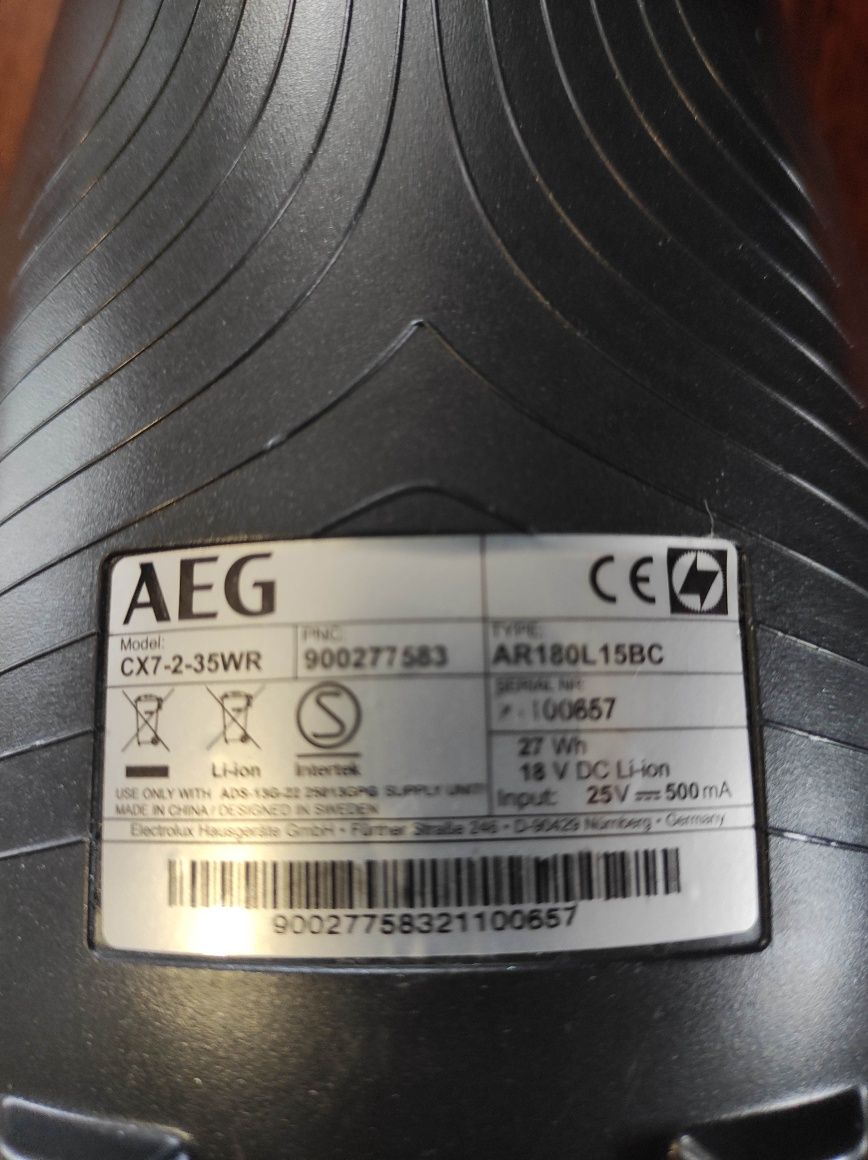 AEG CE
Model: PNC: TYPE:
CX7-2-35WR 900277583 AR180L15BC
SERIAL NR:
100657
S
27 Wh
Li-ion Intertek 18 V DC Li-ion
USE ONLY WITH ADS-13G-22 25013GPG SUPPLY UNIT Input: 25V ⎓ 500mA
MADE IN CHINA / DESIGNED IN SWEDEN
Electrolux Hausgeräte GmbH • Fürther Straße 246 • D-90429 Nürnberg • Germany
90027758321100657